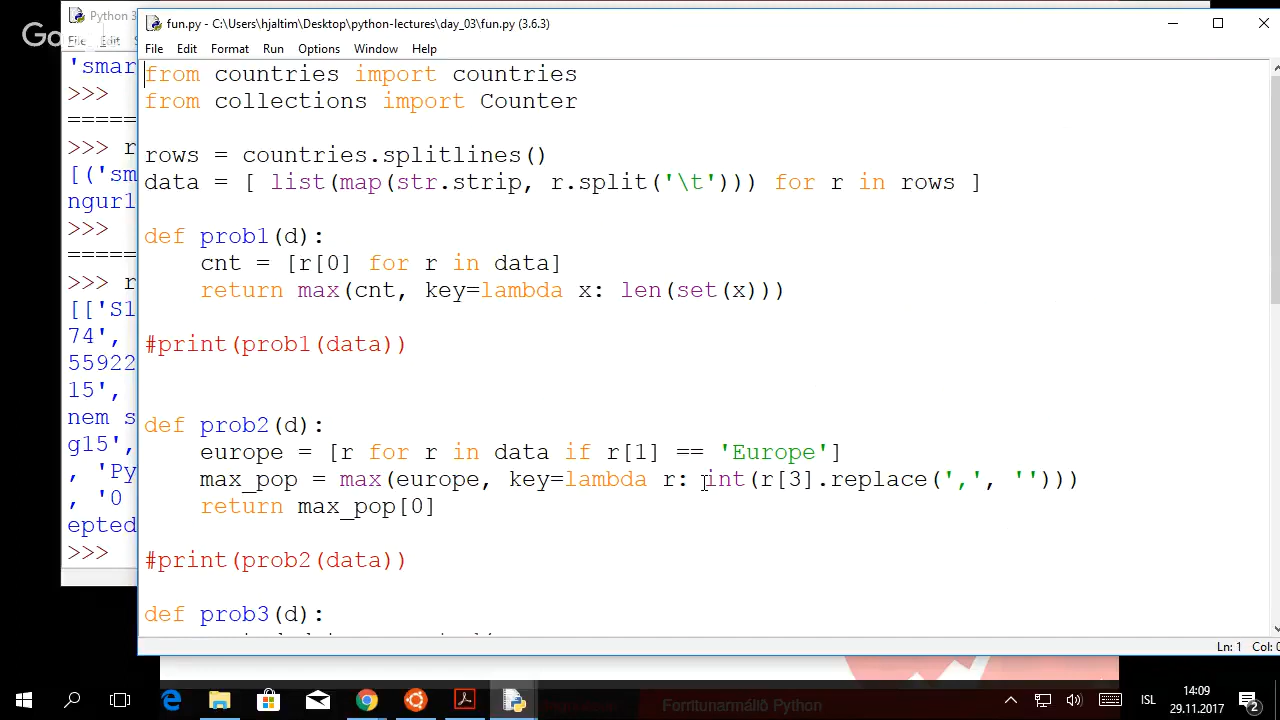 Python 3
fun.py - C:\Users\hjaltim\Desktop\python-lectures\day_03\fun.py (3.6.3)
File Edit
File Edit Format Run Options Window Help
'smar
>>>
=====
>>> r
[('sm
ngurl
>>>
=====
>>> r
[['Sl
74',
55922
15',
nem s
g15',
, 'Py
, '0
epted
>>>
from countries import countries
from collections import Counter
rows = countries.splitlines()
data = [ list(map(str.strip, r.split('\t'))) for r in rows ]
def prob1(d):
    cnt = [r[0] for r in data]
    return max(cnt, key=lambda x: len(set(x)))
#print(prob1(data))
def prob2(d):
    europe = [r for r in data if r[1] == 'Europe']
    max_pop = max(europe, key=lambda r: int(r[3].replace(',', '')))
    return max_pop[0]
#print(prob2(data))
def prob3(d):
Ln: 1 Col: 0
Forritunarmálið Python
ISL
14:09
29.11.2017
2